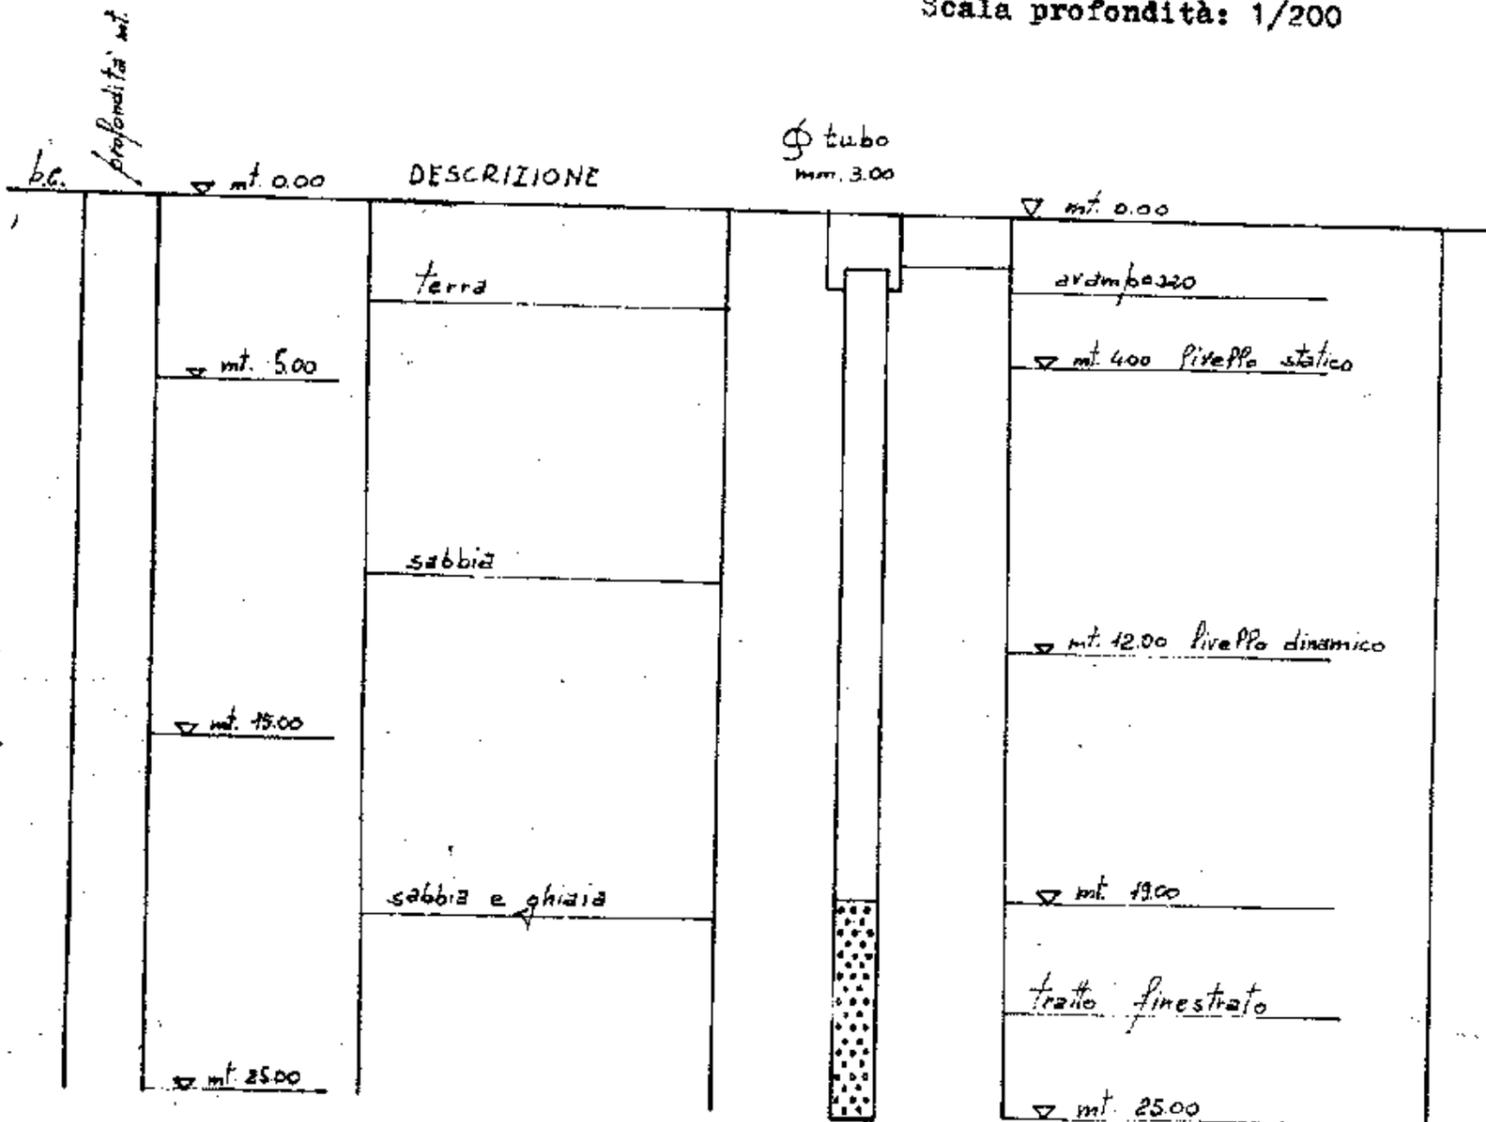 Scala profondità: 1/200
profondità mt.
b.c.
mt. 0.00
DESCRIZIONE
ϕ tubo
mm. 3.00
mt. 0.00
terra
avampozzo
mt. 5.00
mt. 4.00 livello statico
sabbia
mt. 12.00 livello dinamico
mt. 15.00
sabbia e ghiaia
mt. 19.00
tratto finestrato
mt. 25.00
mt. 25.00